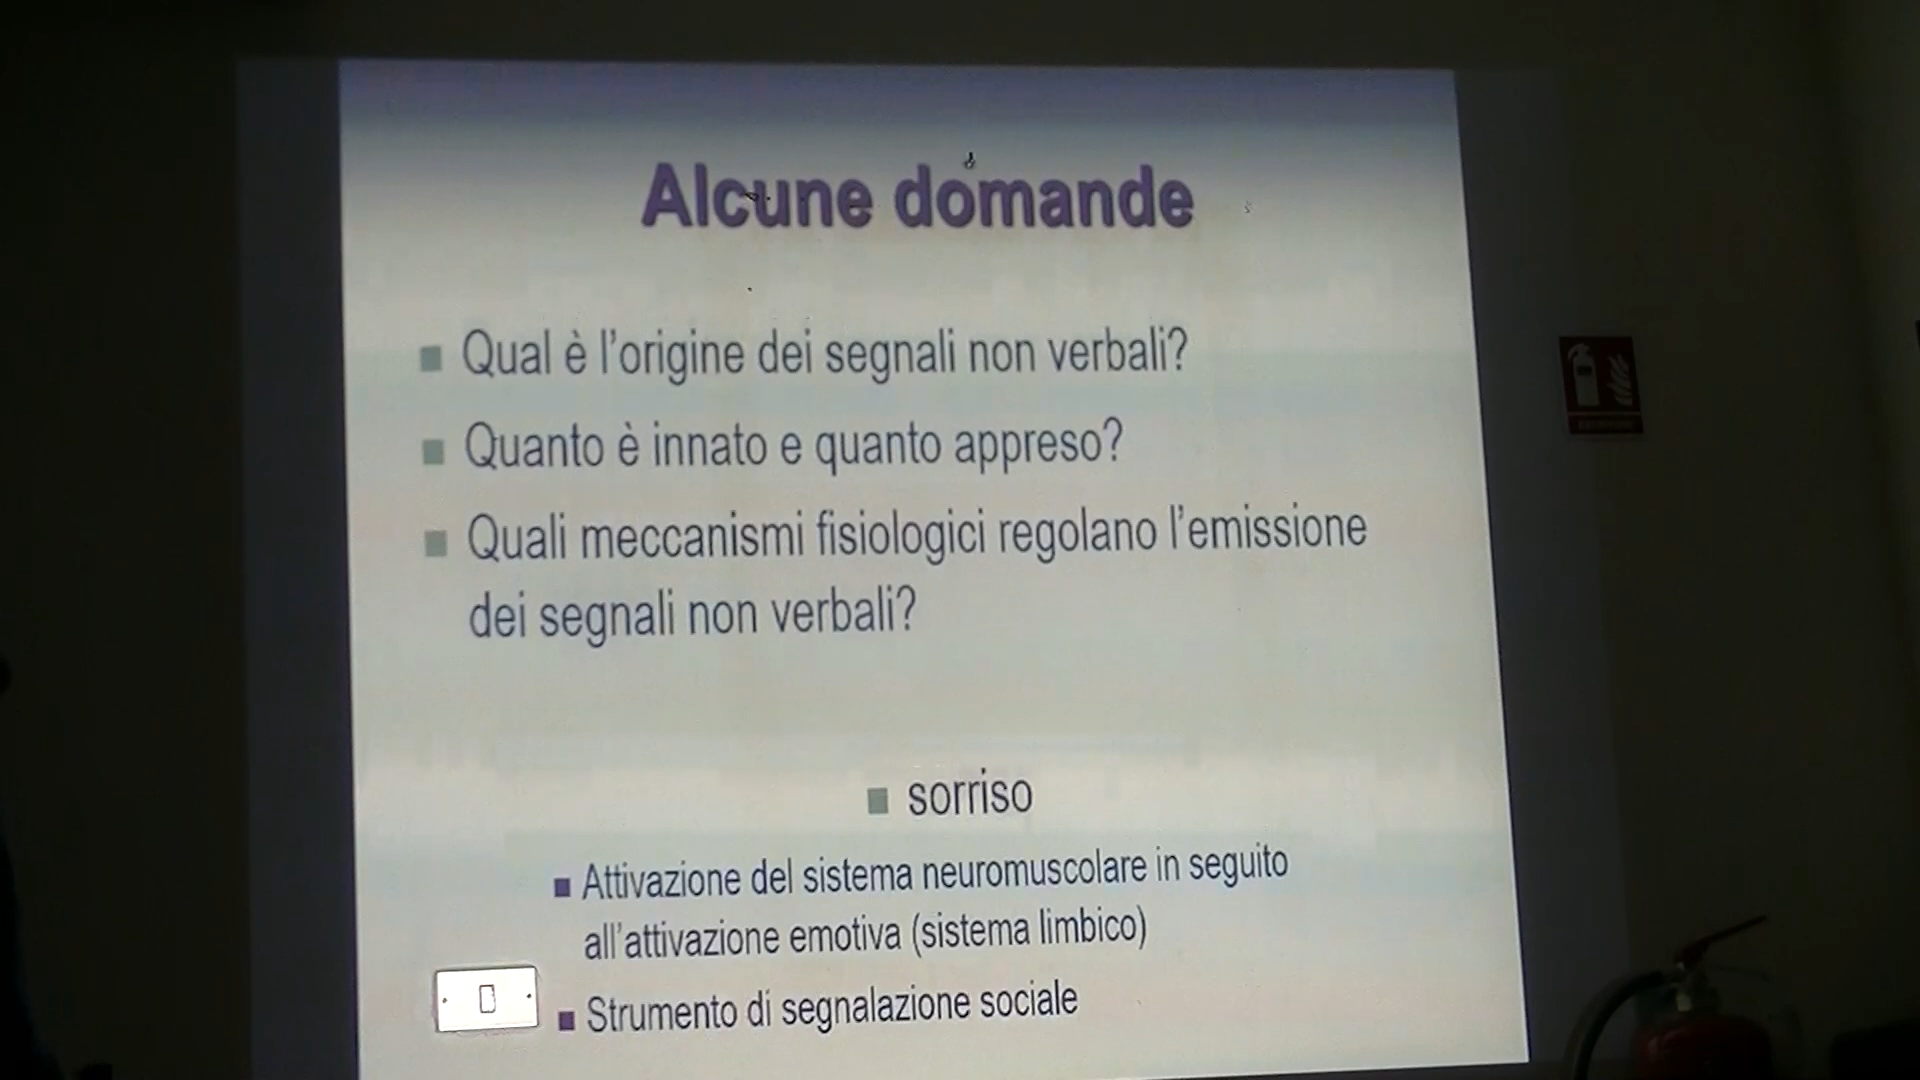 Alcune domande
Qual è l'origine dei segnali non verbali?
Quanto è innato e quanto appreso?
Quali meccanismi fisiologici regolano l'emissione
dei segnali non verbali?
sorriso
Attivazione del sistema neuromuscolare in seguito
all'attivazione emotiva (sistema limbico)
Strumento di segnalazione sociale